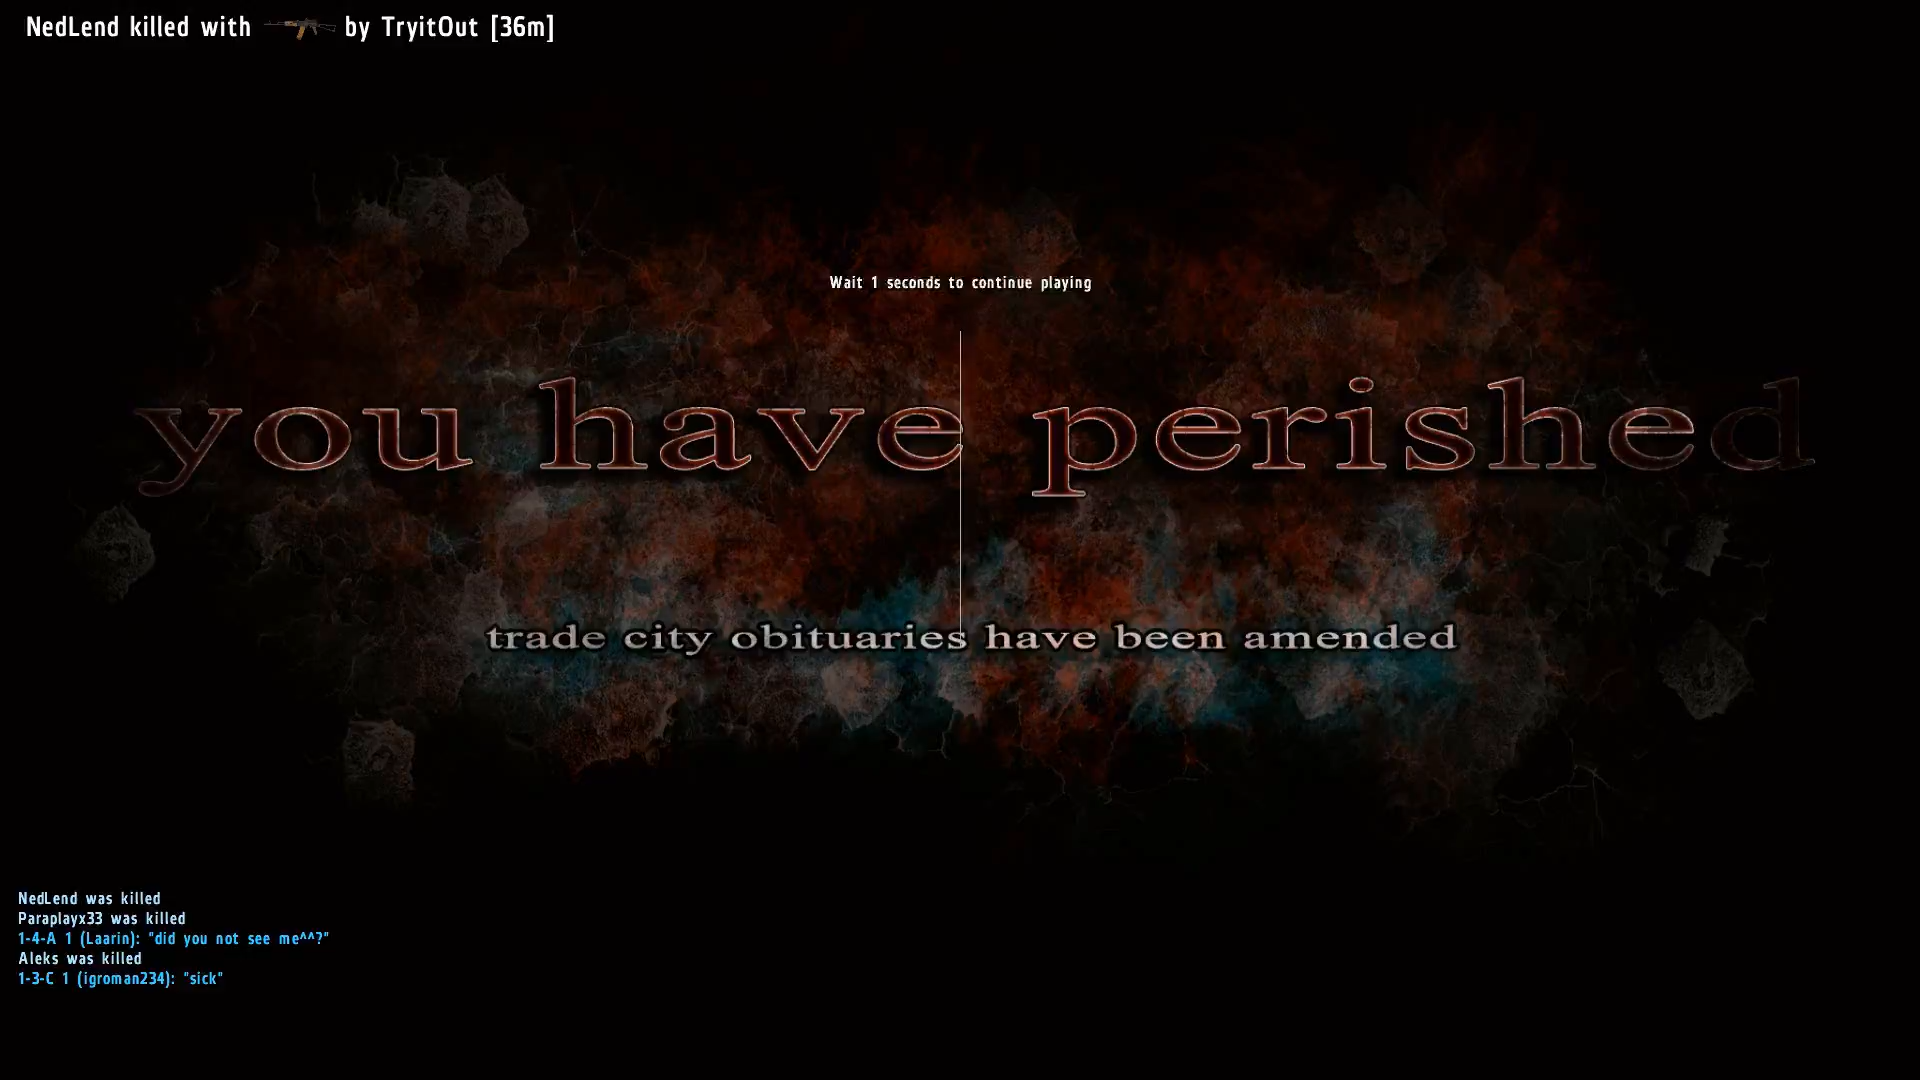 NedLend killed with by TryitOut [36m]
Wait 1 seconds to continue playing
you have perished
trade city obituaries have been amended
NedLend was killed
Paraplayx33 was killed
1-4-A 1 (Laarin): "did you not see me^^?"
Aleks was killed
1-3-C 1 (igroman234): "sick"